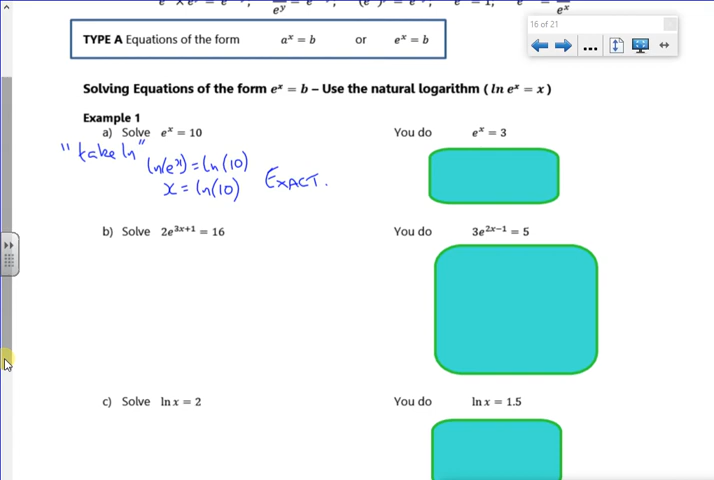 16 of 21
TYPE A Equations of the form aˣ = b or eˣ = b
Solving Equations of the form eˣ = b – Use the natural logarithm ( ln eˣ = x )
Example 1
a) Solve eˣ = 10 You do eˣ = 3
"take ln"
ln(eˣ) = ln(10)
x = ln(10) EXACT.
b) Solve 2e³ˣ⁺¹ = 16 You do 3e²ˣ⁻¹ = 5
c) Solve ln x = 2 You do ln x = 1.5